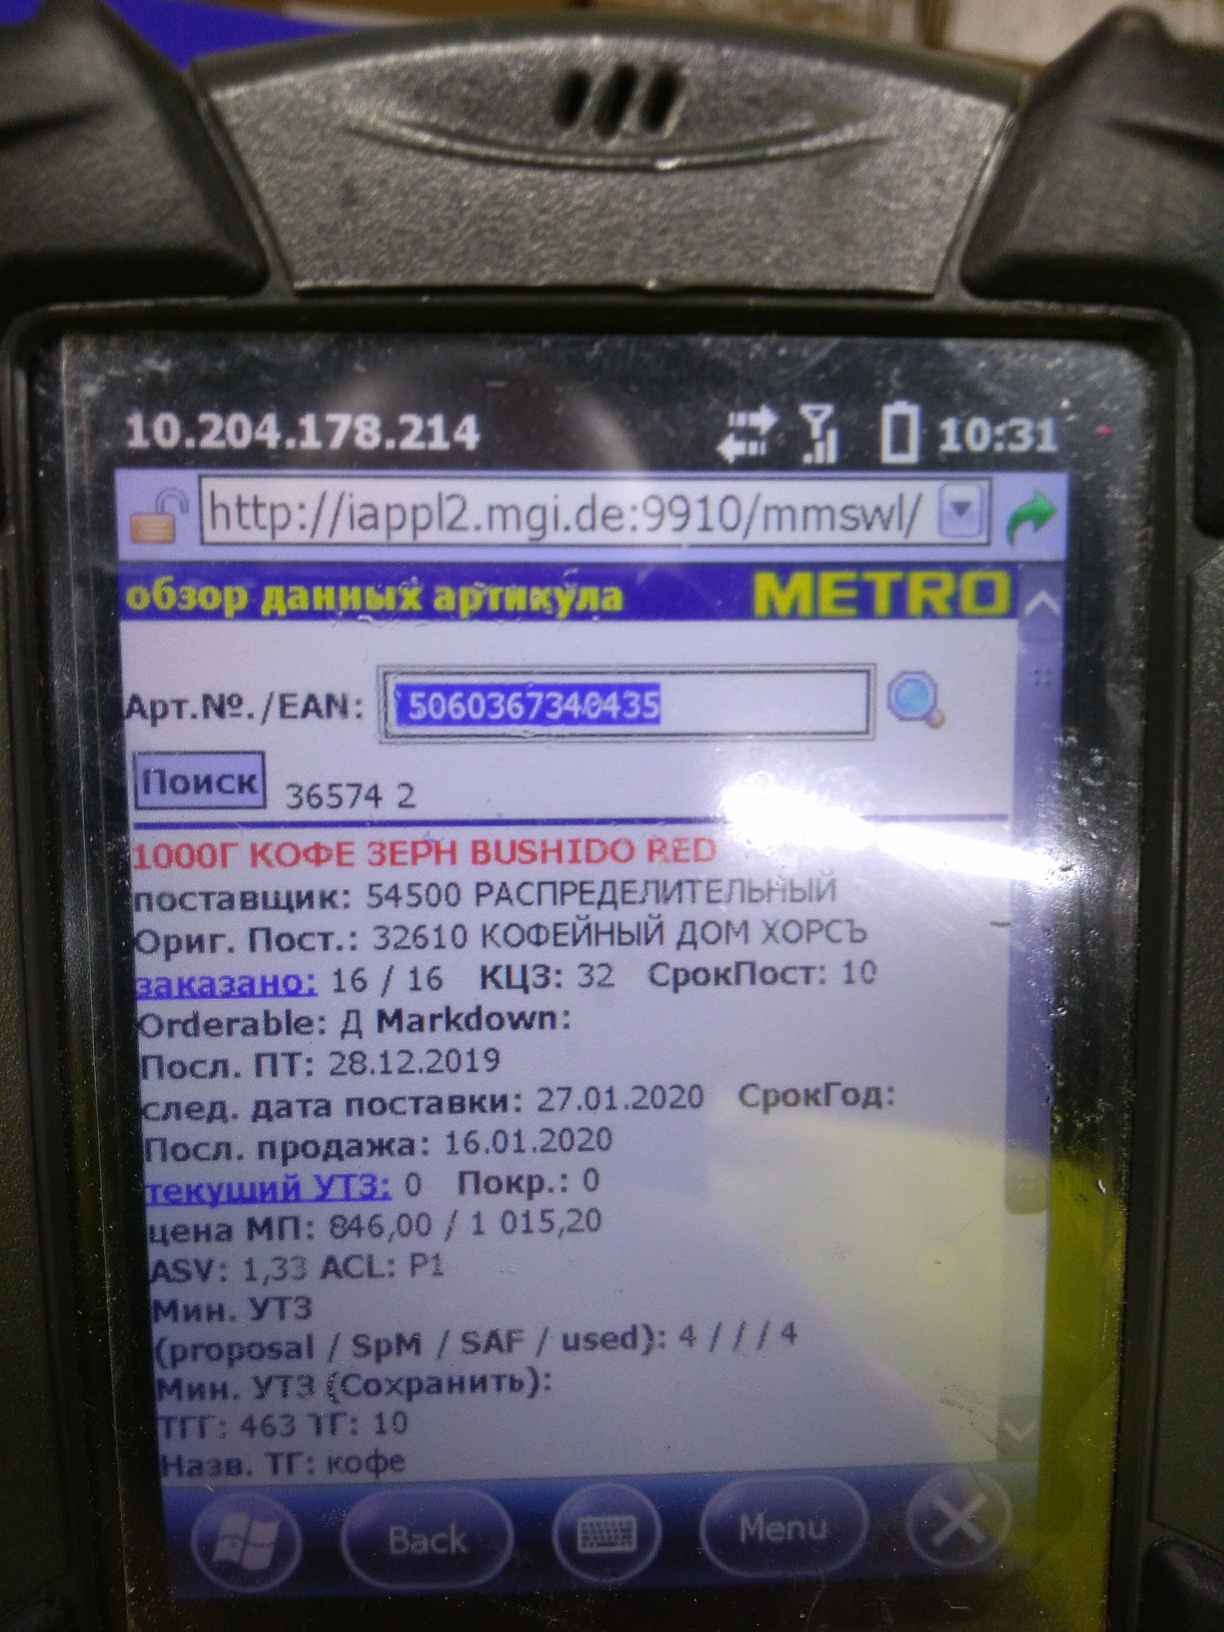 10.204.178.214 10:31
http://iappl2.mgi.de:9910/mmswl/
обзор данных артикула METRO
Арт.№./EAN: 5060367340435
Поиск 36574 2
1000Г КОФЕ ЗЕРН BUSHIDO RED
поставщик: 54500 РАСПРЕДЕЛИТЕЛЬНЫЙ
Ориг. Пост.: 32610 КОФЕЙНЫЙ ДОМ ХОРСЪ
заказано: 16 / 16 КЦЗ: 32 СрокПост: 10
Orderable: Д Markdown:
Посл. ПТ: 28.12.2019
след. дата поставки: 27.01.2020 СрокГод:
Посл. продажа: 16.01.2020
текущий УТЗ: 0 Покр.: 0
цена МП: 846,00 / 1 015,20
ASV: 1,33 ACL: P1
Мин. УТЗ
(proposal / SpM / SAF / used): 4 / / / 4
Мин. УТЗ (Сохранить):
ТГГ: 463 ТГ: 10
Назв. ТГ: кофе
Back Menu